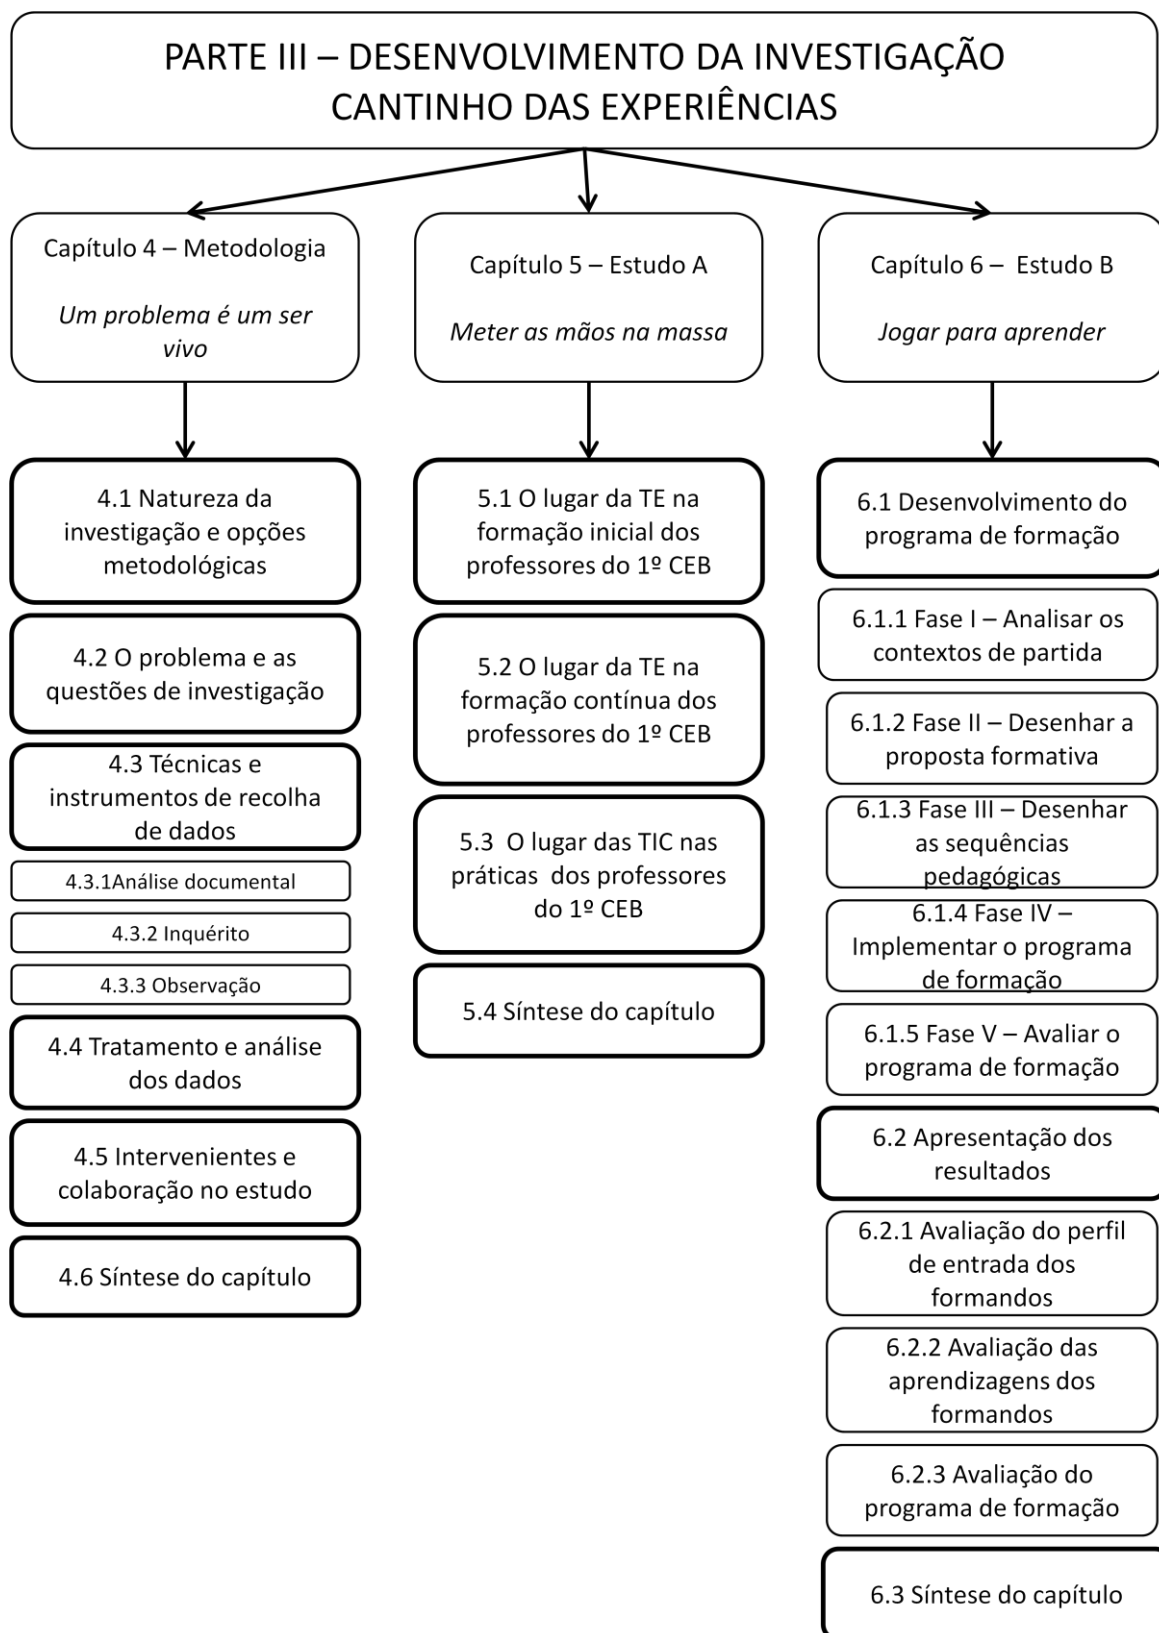 PARTE III – DESENVOLVIMENTO DA INVESTIGAÇÃO
CANTINHO DAS EXPERIÊNCIAS
Capítulo 4 – Metodologia
Um problema é um ser
vivo
4.1 Natureza da
investigação e opções
metodológicas
4.2 O problema e as
questões de investigação
4.3 Técnicas e
instrumentos de recolha
de dados
4.3.1Análise documental
4.3.2 Inquérito
4.3.3 Observação
4.4 Tratamento e análise
dos dados
4.5 Intervenientes e
colaboração no estudo
4.6 Síntese do capítulo
Capítulo 5 – Estudo A
Meter as mãos na massa
5.1 O lugar da TE na
formação inicial dos
professores do 1º CEB
5.2 O lugar da TE na
formação contínua dos
professores do 1º CEB
5.3 O lugar das TIC nas
práticas dos professores
do 1º CEB
5.4 Síntese do capítulo
Capítulo 6 – Estudo B
Jogar para aprender
6.1 Desenvolvimento do
programa de formação
6.1.1 Fase I – Analisar os
contextos de partida
6.1.2 Fase II – Desenhar a
proposta formativa
6.1.3 Fase III – Desenhar
as sequências
pedagógicas
6.1.4 Fase IV –
Implementar o programa
de formação
6.1.5 Fase V – Avaliar o
programa de formação
6.2 Apresentação dos
resultados
6.2.1 Avaliação do perfil
de entrada dos
formandos
6.2.2 Avaliação das
aprendizagens dos
formandos
6.2.3 Avaliação do
programa de formação
6.3 Síntese do capítulo